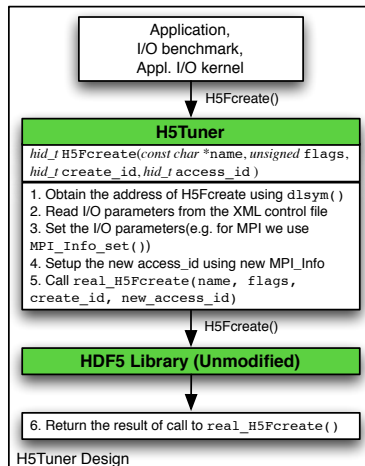 Application,
I/O benchmark,
Appl. I/O kernel
H5Fcreate()
H5Tuner
hid_t H5Fcreate(const char *name, unsigned flags,
hid_t create_id, hid_t access_id )
1. Obtain the address of H5Fcreate using dlsym()
2. Read I/O parameters from the XML control file
3. Set the I/O parameters(e.g. for MPI we use
MPI_Info_set())
4. Setup the new access_id using new MPI_Info
5. Call real_H5Fcreate(name, flags,
create_id, new_access_id)
H5Fcreate()
HDF5 Library (Unmodified)
6. Return the result of call to real_H5Fcreate()
H5Tuner Design